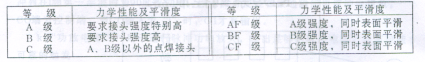 等 级 力学性能及平滑度 等 级 力学性能及平滑度
A 级 要求接头强度特别高 AF 级 A级强度，同时表面平滑
B 级 要求接头强度高 BF 级 B级强度，同时表面平滑
C 级 A、B级以外的点焊接头 CF 级 C级强度，同时表面平滑